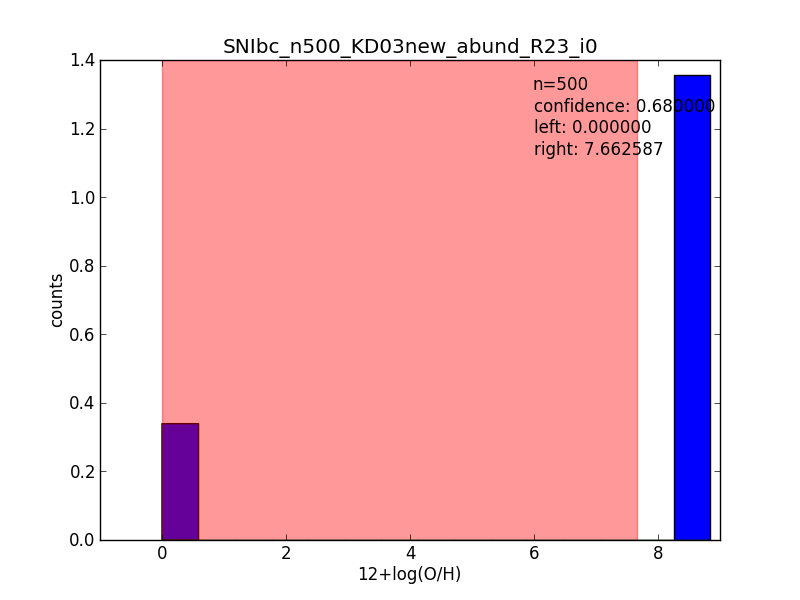 SNIbc_n500_KD03new_abund_R23_i0
1.4
1.2
1.0
0.8
0.6
0.4
0.2
0.0
counts
n=500
confidence: 0.680000
left: 0.000000
right: 7.662587
0 2 4 6 8
12+log(O/H)